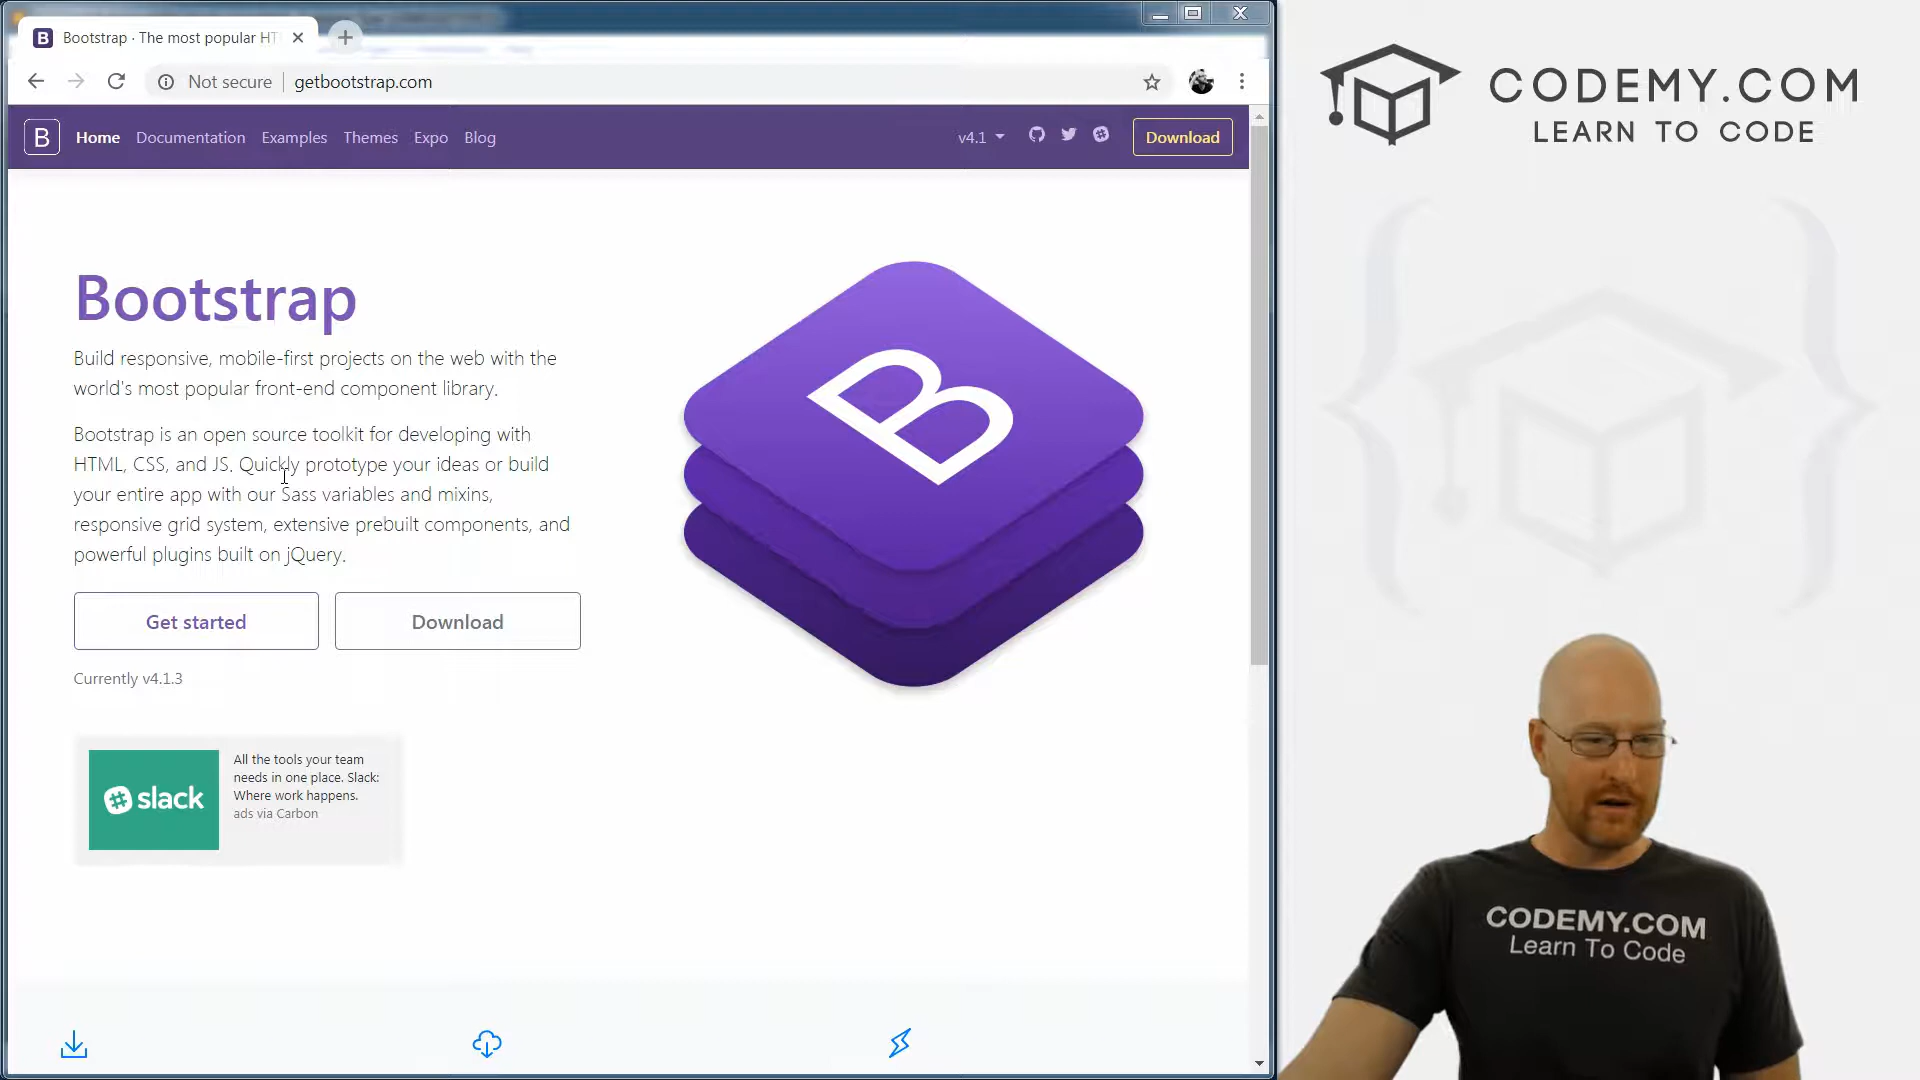 Bootstrap · The most popular HT
Not secure
getbootstrap.com
B
Home
Documentation
Examples
Themes
Expo
Blog
v4.1
Download
CODEMY.COM
LEARN TO CODE
Bootstrap
Build responsive, mobile-first projects on the web with the
world's most popular front-end component library.
Bootstrap is an open source toolkit for developing with
HTML, CSS, and JS. Quickly prototype your ideas or build
your entire app with our Sass variables and mixins,
responsive grid system, extensive prebuilt components, and
powerful plugins built on jQuery.
Get started
Download
Currently v4.1.3
B
slack
All the tools your team
needs in one place. Slack:
Where work happens.
ads via Carbon
CODEMY.COM
Learn To Code